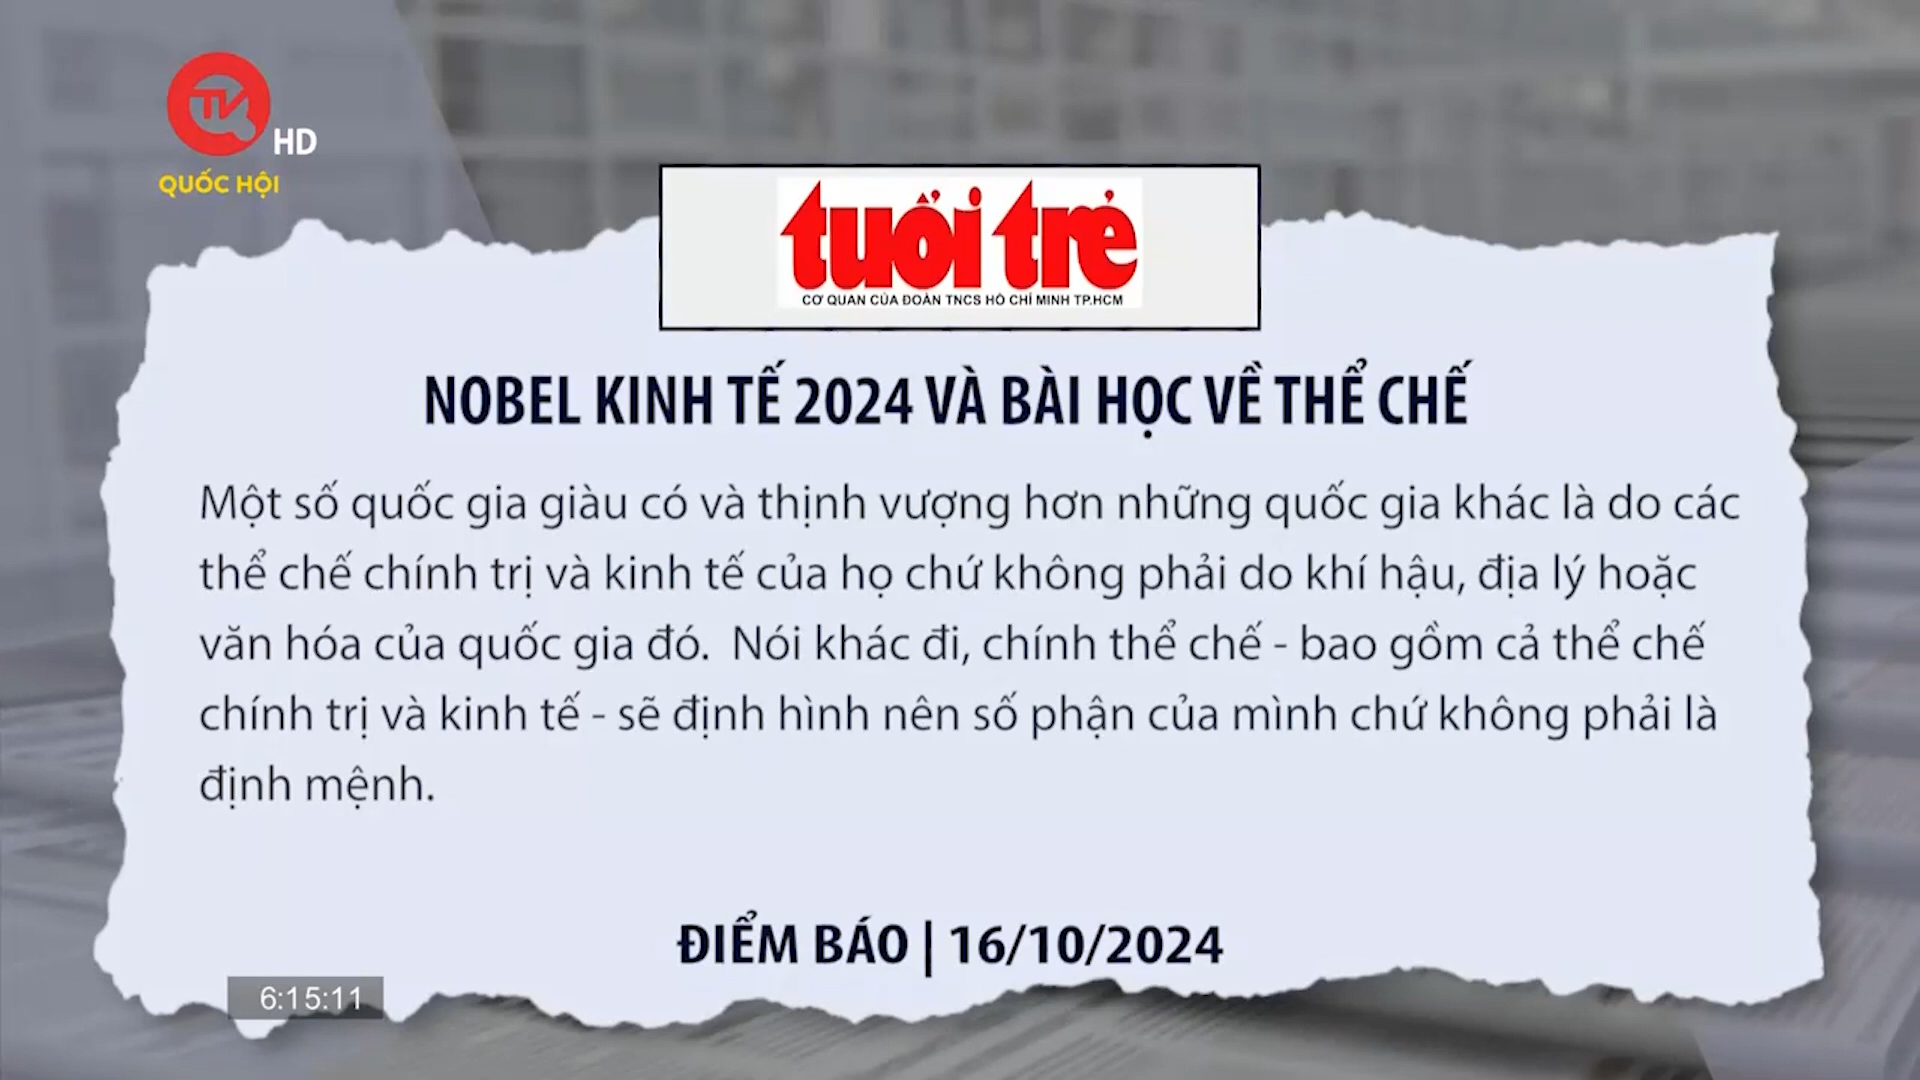 TV
HD
QUỐC HỘI
tuổi trẻ
CƠ QUAN CỦA ĐOÀN TNCS HỒ CHÍ MINH TP.HCM
NOBEL KINH TẾ 2024 VÀ BÀI HỌC VỀ THỂ CHẾ
Một số quốc gia giàu có và thịnh vượng hơn những quốc gia khác là do các
thể chế chính trị và kinh tế của họ chứ không phải do khí hậu, địa lý hoặc
văn hóa của quốc gia đó.  Nói khác đi, chính thể chế - bao gồm cả thể chế
chính trị và kinh tế - sẽ định hình nên số phận của mình chứ không phải là
định mệnh.
ĐIỂM BÁO | 16/10/2024
6:15:11